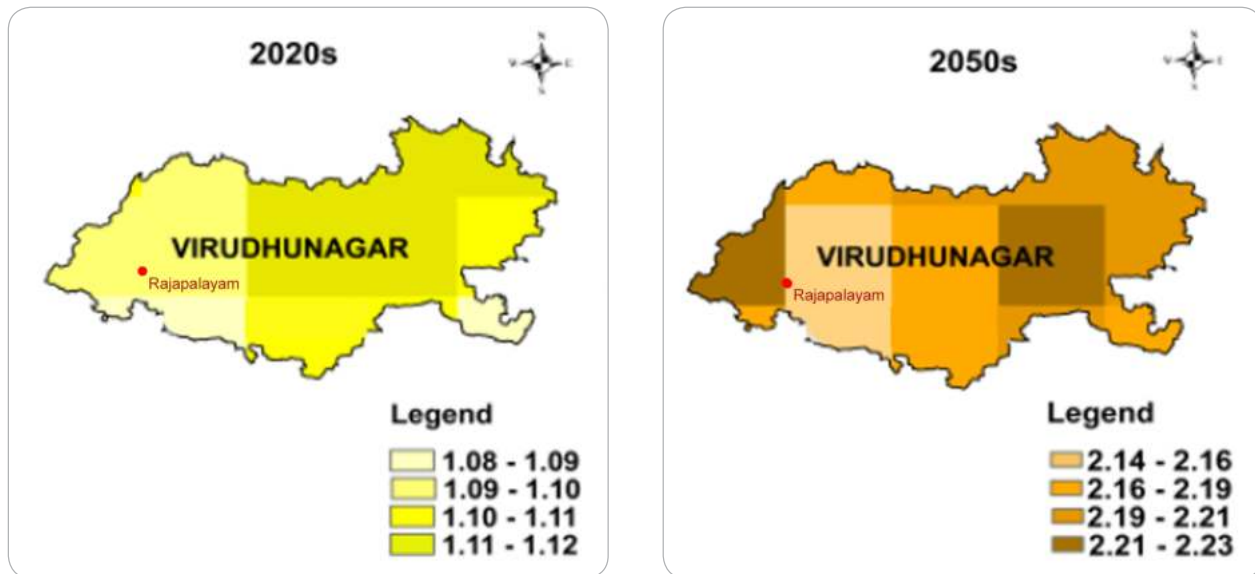 2020s
N
E
S
VIRUDHUNAGAR
Rajapalayam
Legend
1.08 - 1.09
1.09 - 1.10
1.10 - 1.11
1.11 - 1.12
2050s
N
E
S
VIRUDHUNAGAR
Rajapalayam
Legend
2.14 - 2.16
2.16 - 2.19
2.19 - 2.21
2.21 - 2.23